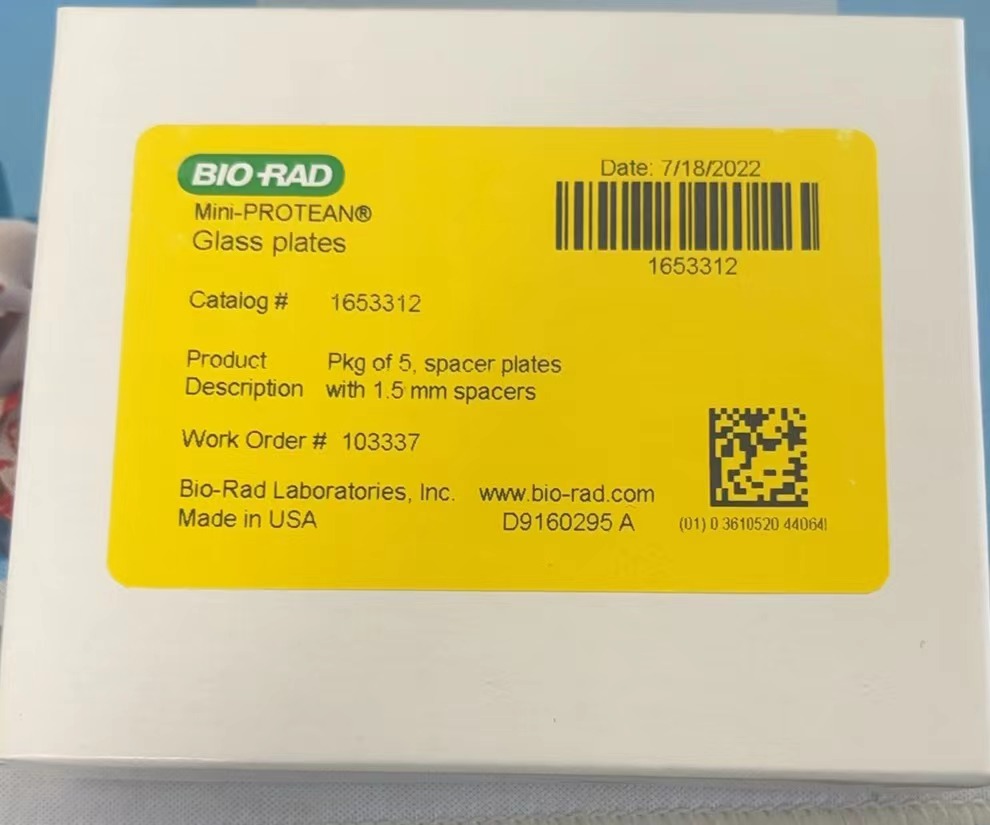 BIO-RAD
Mini-PROTEAN®
Glass plates
Date: 7/18/2022
1653312
Catalog # 1653312
Product Description Pkg of 5, spacer plates
with 1.5 mm spacers
Work Order # 103337
Bio-Rad Laboratories, Inc. www.bio-rad.com
Made in USA D9160295 A
(01) 0 3610520 44064